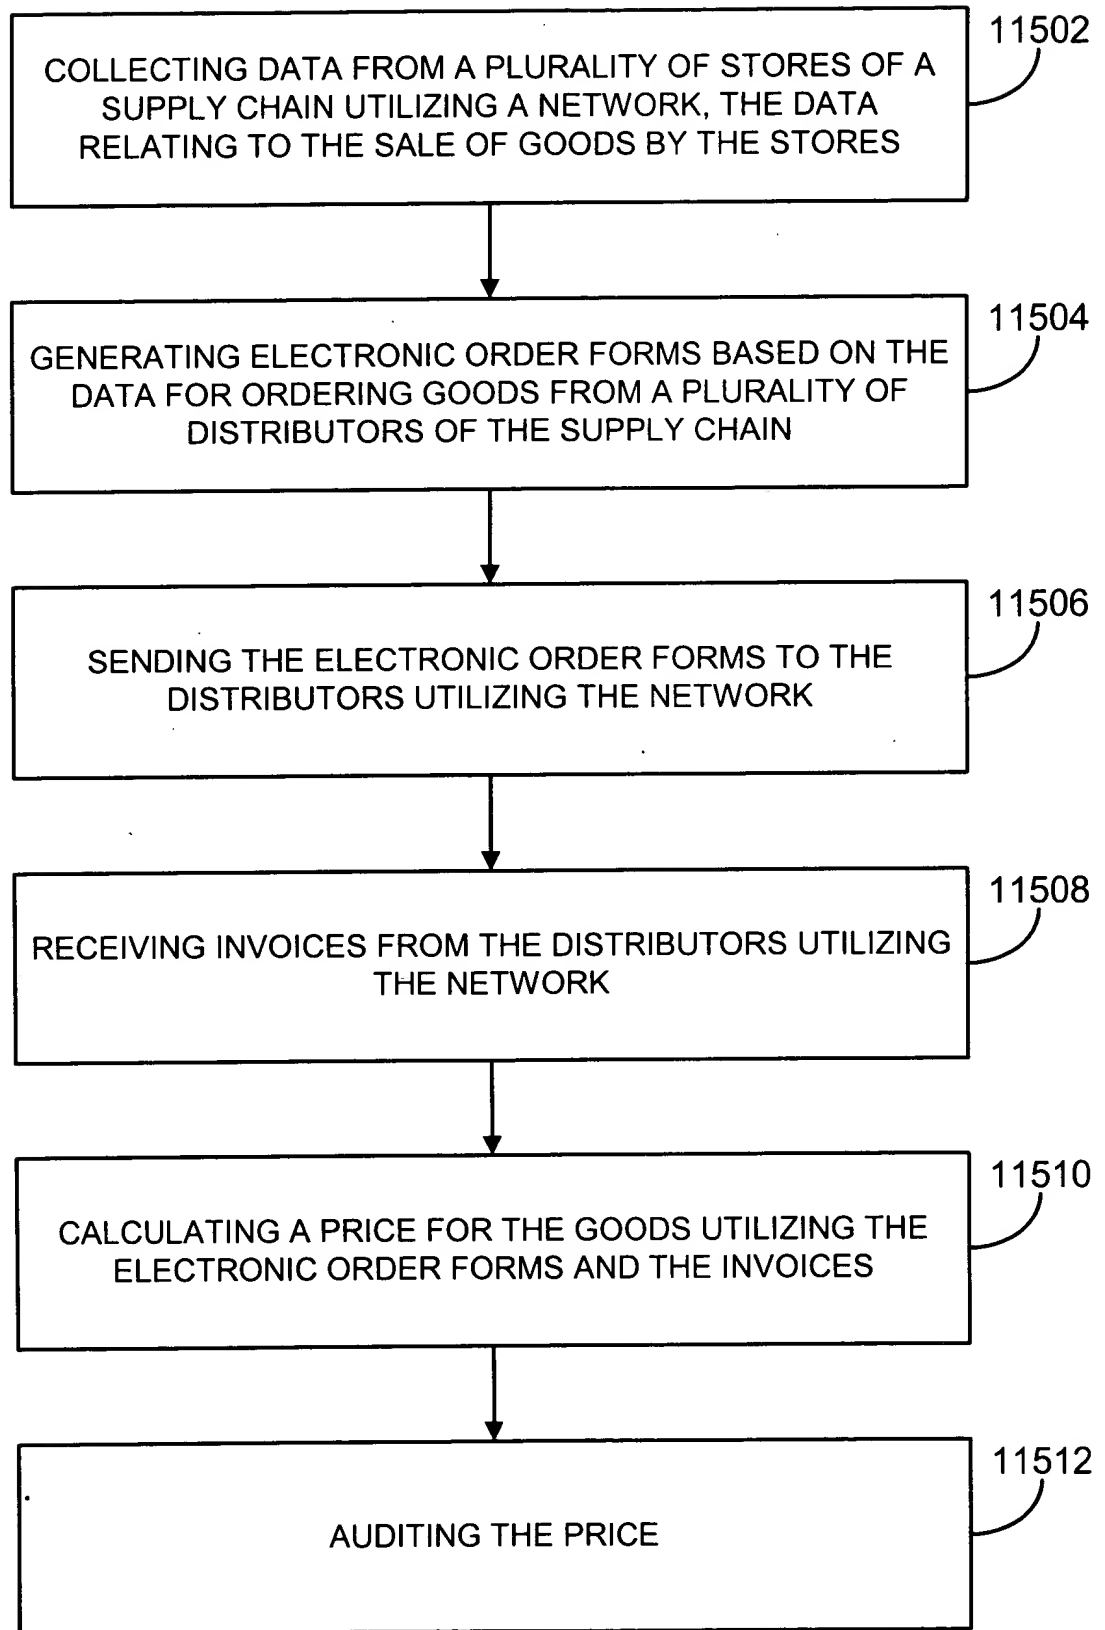 11502
COLLECTING DATA FROM A PLURALITY OF STORES OF A
SUPPLY CHAIN UTILIZING A NETWORK, THE DATA
RELATING TO THE SALE OF GOODS BY THE STORES
11504
GENERATING ELECTRONIC ORDER FORMS BASED ON THE
DATA FOR ORDERING GOODS FROM A PLURALITY OF
DISTRIBUTORS OF THE SUPPLY CHAIN
11506
SENDING THE ELECTRONIC ORDER FORMS TO THE
DISTRIBUTORS UTILIZING THE NETWORK
11508
RECEIVING INVOICES FROM THE DISTRIBUTORS UTILIZING
THE NETWORK
11510
CALCULATING A PRICE FOR THE GOODS UTILIZING THE
ELECTRONIC ORDER FORMS AND THE INVOICES
11512
AUDITING THE PRICE